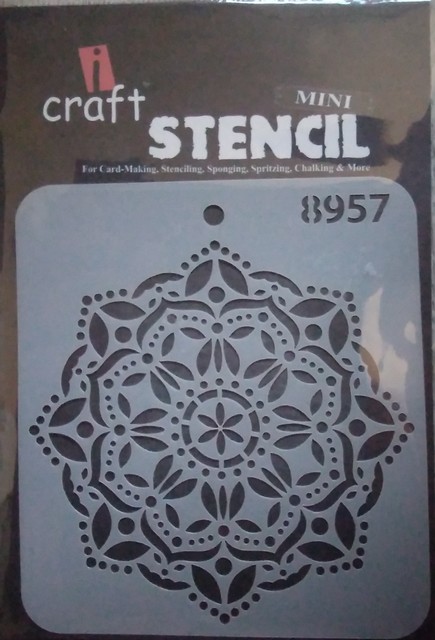 i
craft
MINI
STENCIL
For Card-Making, Stenciling, Sponging, Spritzing, Chalking & More
8957